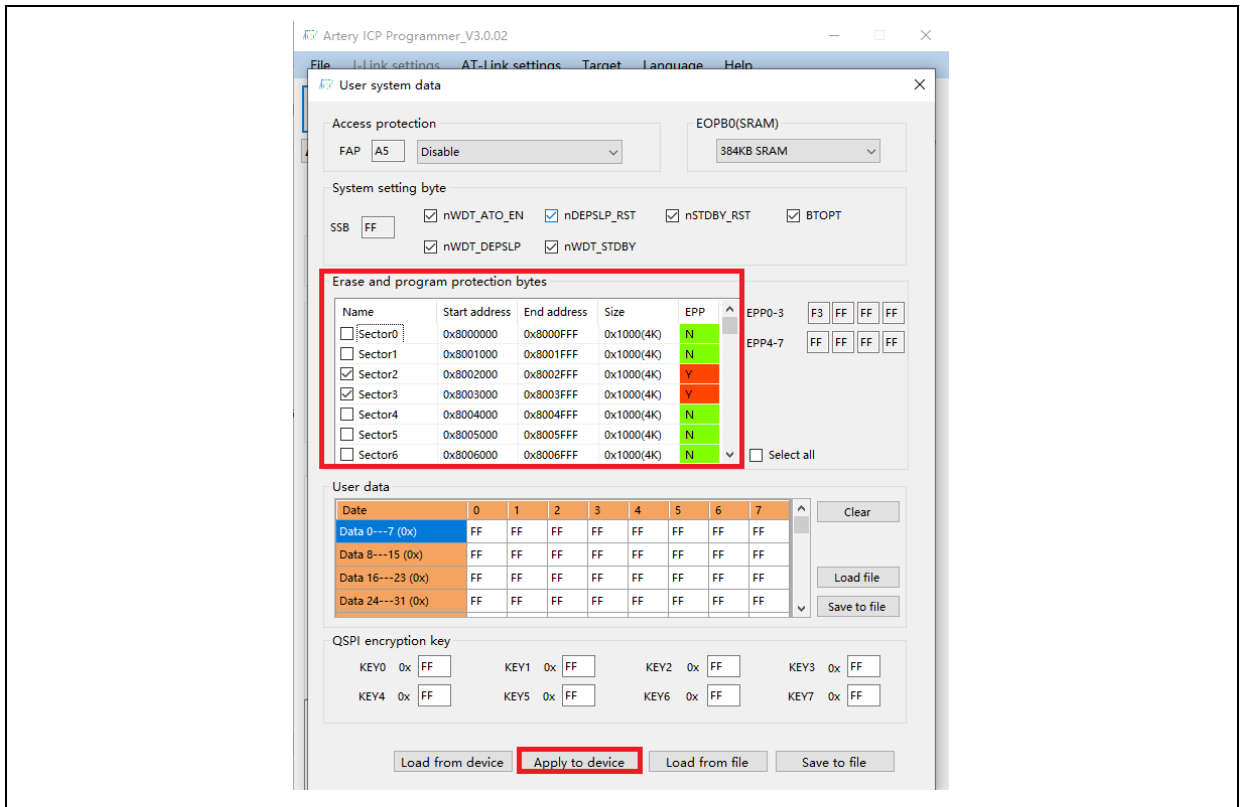 Artery ICP Programmer_V3.0.02
File J-Link settings AT-Link settings Target Language Help
User system data
Access protection EOPB0(SRAM)
FAP A5 Disable 384KB SRAM
System setting byte
SSB FF nWDT_ATO_EN nDEPSLP_RST nSTDBY_RST BTOPT
nWDT_DEPSLP nWDT_STDBY
Erase and program protection bytes
Name Start address End address Size EPP EPP0-3 F3 FF FF FF
Sector0 0x8000000 0x8000FFF 0x1000(4K) N
EPP4-7 FF FF FF FF
Sector1 0x8001000 0x8001FFF 0x1000(4K) N
Sector2 0x8002000 0x8002FFF 0x1000(4K) Y
Sector3 0x8003000 0x8003FFF 0x1000(4K) Y
Sector4 0x8004000 0x8004FFF 0x1000(4K) N
Sector5 0x8005000 0x8005FFF 0x1000(4K) N
Sector6 0x8006000 0x8006FFF 0x1000(4K) N Select all
User data
Date 0 1 2 3 4 5 6 7 Clear
Data 0---7 (0x) FF FF FF FF FF FF FF FF
Data 8---15 (0x) FF FF FF FF FF FF FF FF
Data 16---23 (0x) FF FF FF FF FF FF FF FF Load file
Data 24---31 (0x) FF FF FF FF FF FF FF FF Save to file
QSPI encryption key
KEY0 0x FF KEY1 0x FF KEY2 0x FF KEY3 0x FF
KEY4 0x FF KEY5 0x FF KEY6 0x FF KEY7 0x FF
Load from device Apply to device Load from file Save to file